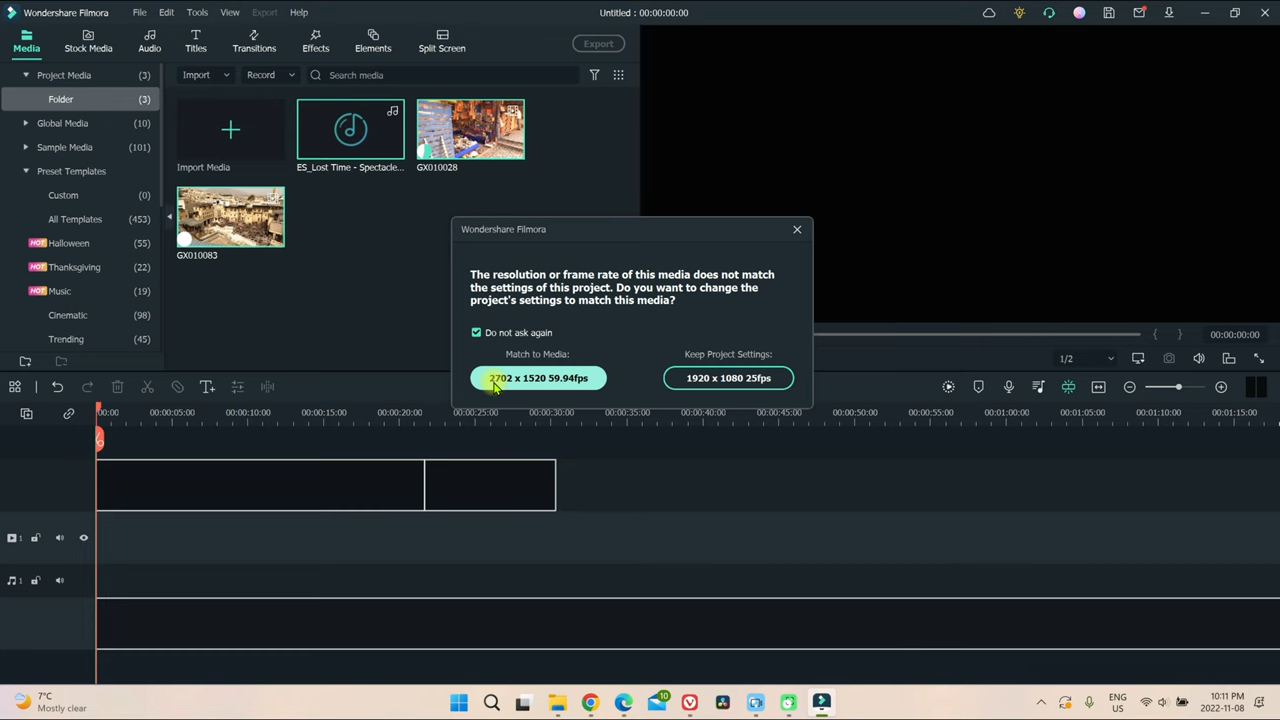 Wondershare Filmora
File
Edit
Tools
View
Export
Help
Untitled : 00:00:00:00
Media
Stock Media
Audio
Titles
Transitions
Effects
Elements
Split Screen
Export
Project Media (3)
Folder (3)
Global Media (10)
Sample Media (101)
Preset Templates
Custom (0)
All Templates (453)
HOT Halloween (55)
HOT Thanksgiving (22)
HOT Music (19)
Cinematic (98)
Trending (45)
Import
Record
Search media
Import Media
ES_Lost Time - Spectacle...
GX010028
GX010083
Wondershare Filmora
The resolution or frame rate of this media does not match
the settings of this project. Do you want to change the
project's settings to match this media?
Do not ask again
Match to Media:
2702 x 1520 59.94fps
Keep Project Settings:
1920 x 1080 25fps
{ }
00:00:00:00
1/2
:00:00
00:00:05:00
00:00:10:00
00:00:15:00
00:00:20:00
00:00:25:00
00:00:30:00
00:00:35:00
00:00:40:00
00:00:45:00
00:00:50:00
00:00:55:00
00:01:00:00
00:01:05:00
00:01:10:00
00:01:15:00
1
1
7°C
Mostly clear
10
ENG
US
10:11 PM
2022-11-08